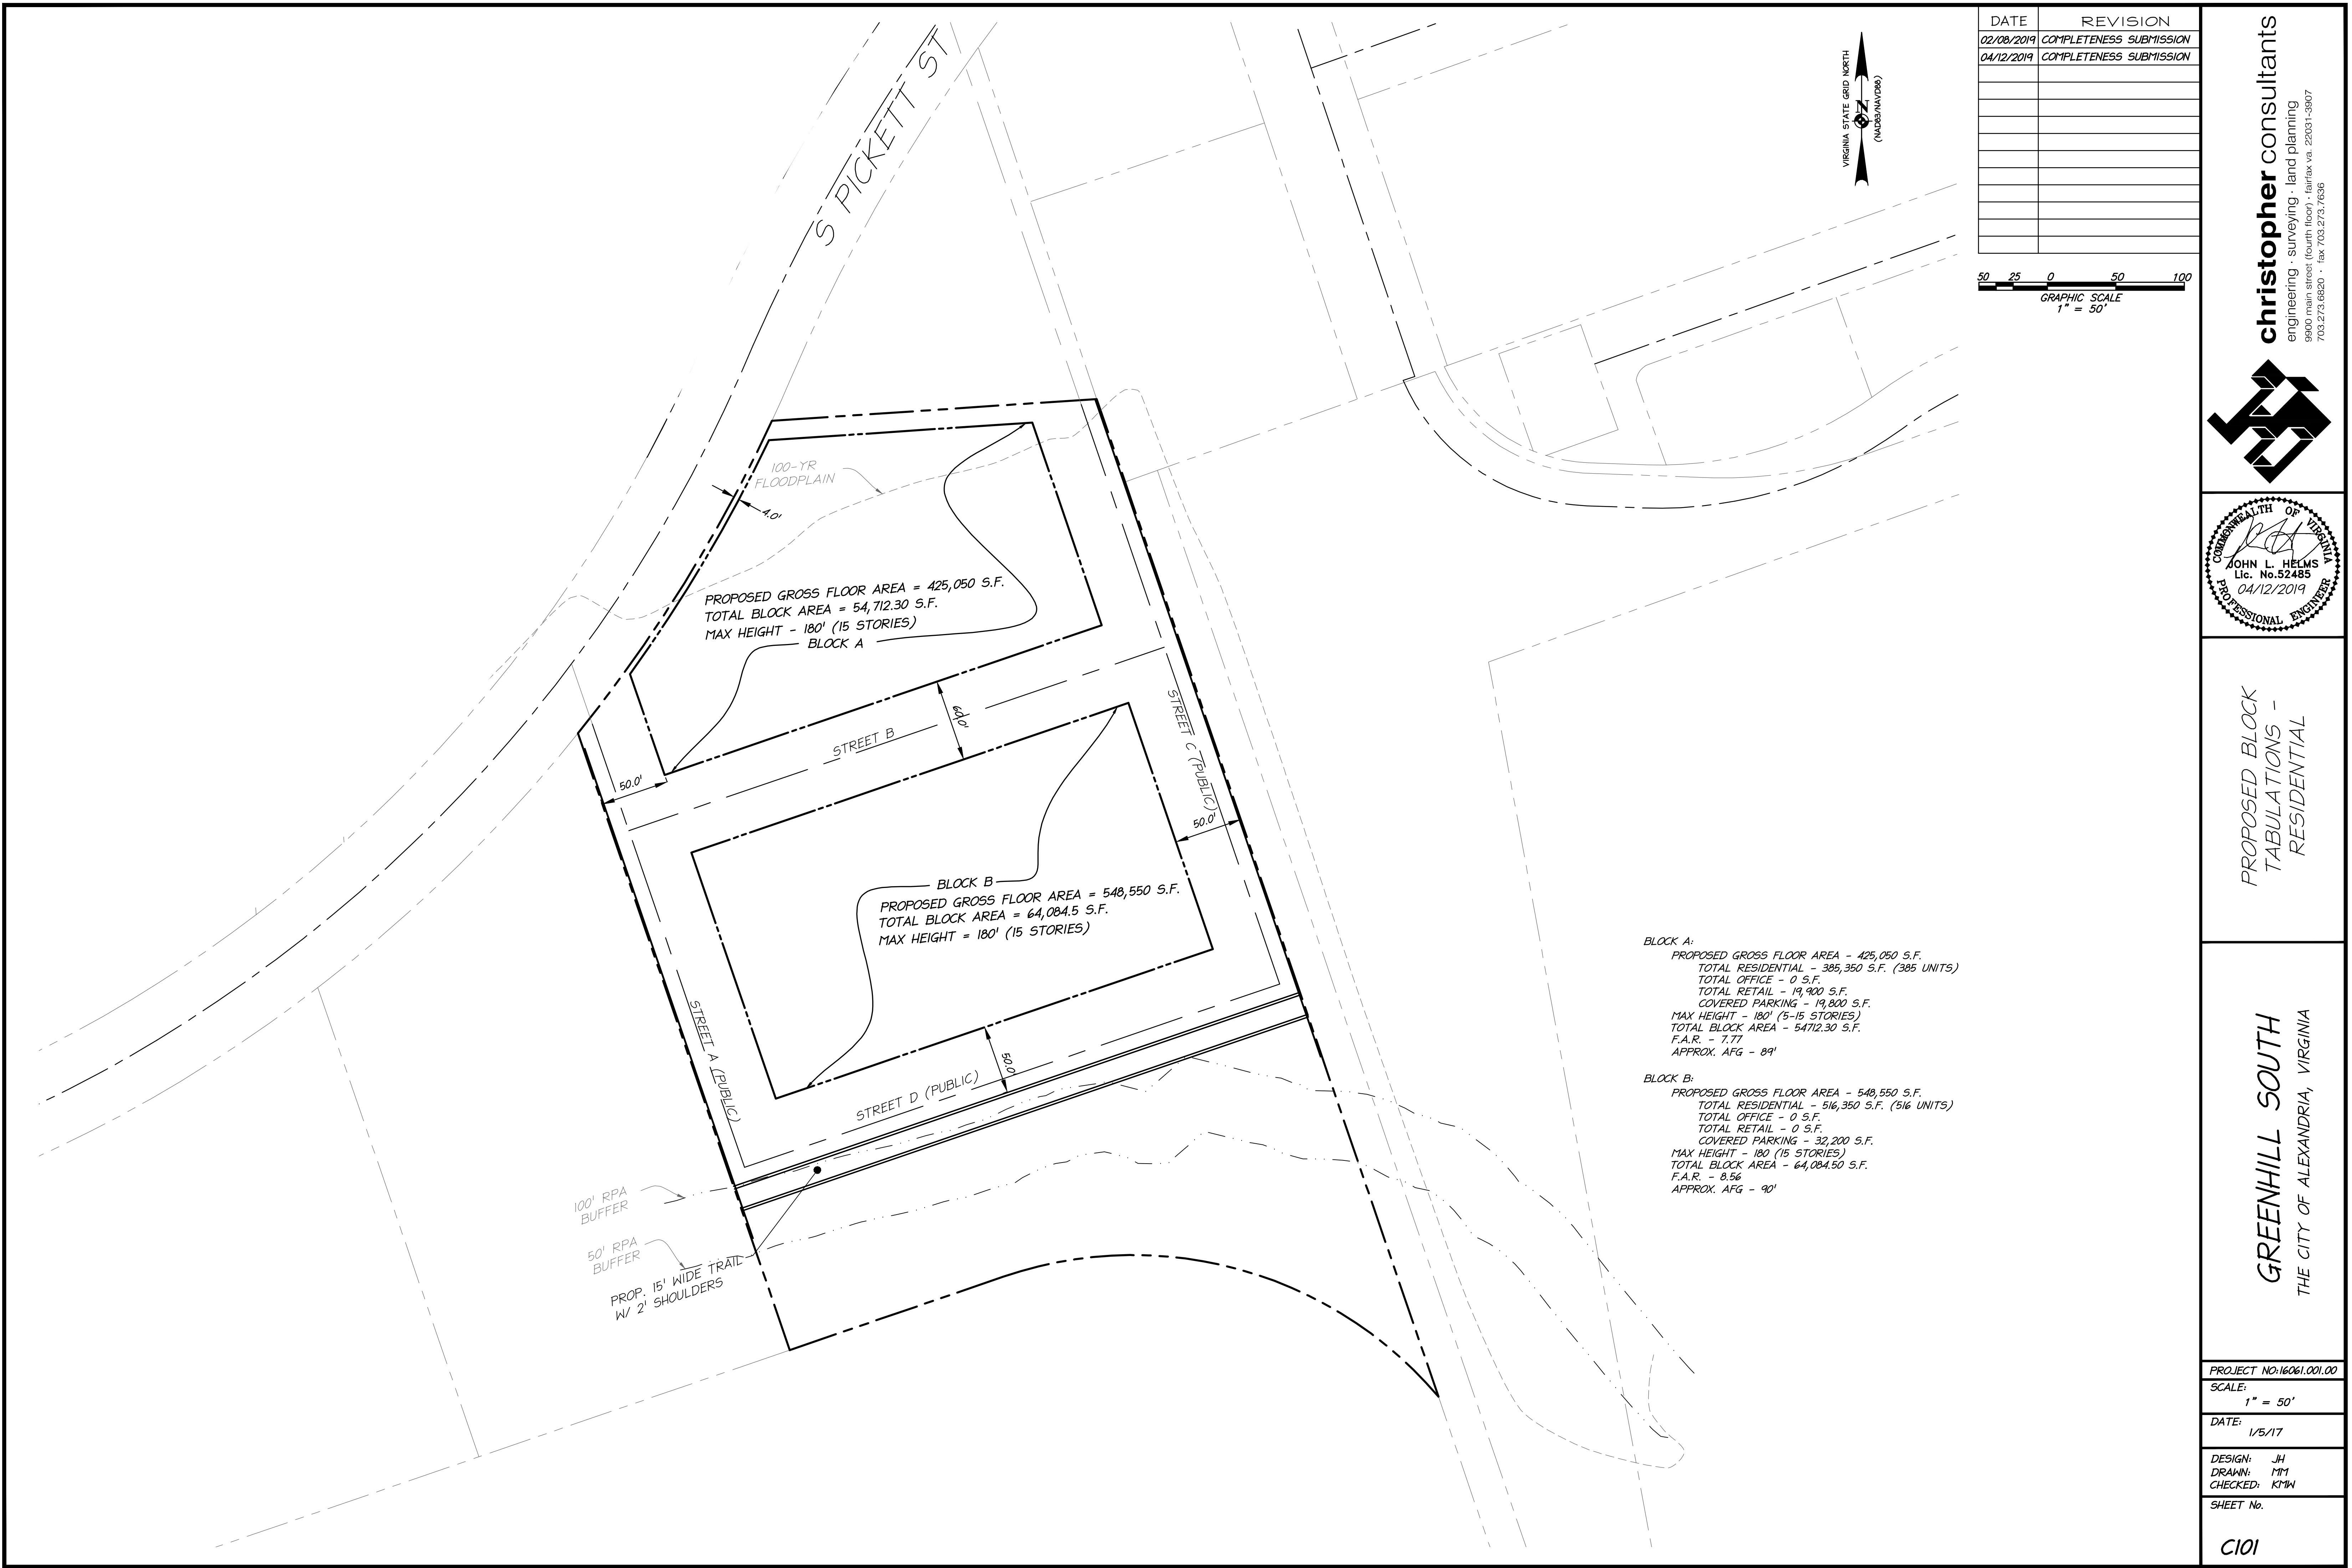 S PICKETT ST
VIRGINIA STATE GRID NORTH
(NAD83/NAVD88)
N
DATE REVISION
02/08/2019 COMPLETENESS SUBMISSION
04/12/2019 COMPLETENESS SUBMISSION
50 25 0 50 100
GRAPHIC SCALE
1" = 50'
100-YR
FLOODPLAIN
4.0'
PROPOSED GROSS FLOOR AREA = 425,050 S.F.
TOTAL BLOCK AREA = 54,712.30 S.F.
MAX HEIGHT - 180' (15 STORIES)
BLOCK A
60.0'
STREET B
50.0'
STREET C (PUBLIC)
50.0'
BLOCK B
PROPOSED GROSS FLOOR AREA = 548,550 S.F.
TOTAL BLOCK AREA = 64,084.5 S.F.
MAX HEIGHT = 180' (15 STORIES)
STREET A (PUBLIC)
50.0'
STREET D (PUBLIC)
100' RPA
BUFFER
50' RPA
BUFFER
PROP. 15' WIDE TRAIL
W/ 2' SHOULDERS
BLOCK A:
PROPOSED GROSS FLOOR AREA - 425,050 S.F.
TOTAL RESIDENTIAL - 385,350 S.F. (385 UNITS)
TOTAL OFFICE - 0 S.F.
TOTAL RETAIL - 19,900 S.F.
COVERED PARKING - 19,800 S.F.
MAX HEIGHT - 180' (5-15 STORIES)
TOTAL BLOCK AREA - 54712.30 S.F.
F.A.R. - 7.77
APPROX. AFG - 89'
BLOCK B:
PROPOSED GROSS FLOOR AREA - 548,550 S.F.
TOTAL RESIDENTIAL - 516,350 S.F. (516 UNITS)
TOTAL OFFICE - 0 S.F.
TOTAL RETAIL - 0 S.F.
COVERED PARKING - 32,200 S.F.
MAX HEIGHT - 180 (15 STORIES)
TOTAL BLOCK AREA - 64,084.50 S.F.
F.A.R. - 8.56
APPROX. AFG - 90'
christopher consultants
engineering · surveying · land planning
9900 main street (fourth floor) · fairfax va. 22031-3907
703.273.6820 · fax 703.273.7636
COMMONWEALTH OF VIRGINIA
JOHN L. HELMS
Lic. No.52485
04/12/2019
PROFESSIONAL ENGINEER
PROPOSED BLOCK
TABULATIONS -
RESIDENTIAL
GREENHILL SOUTH
THE CITY OF ALEXANDRIA, VIRGINIA
PROJECT NO:16061.001.00
SCALE:
1" = 50'
DATE:
1/5/17
DESIGN: JH
DRAWN: MM
CHECKED: KMW
SHEET No.
C101